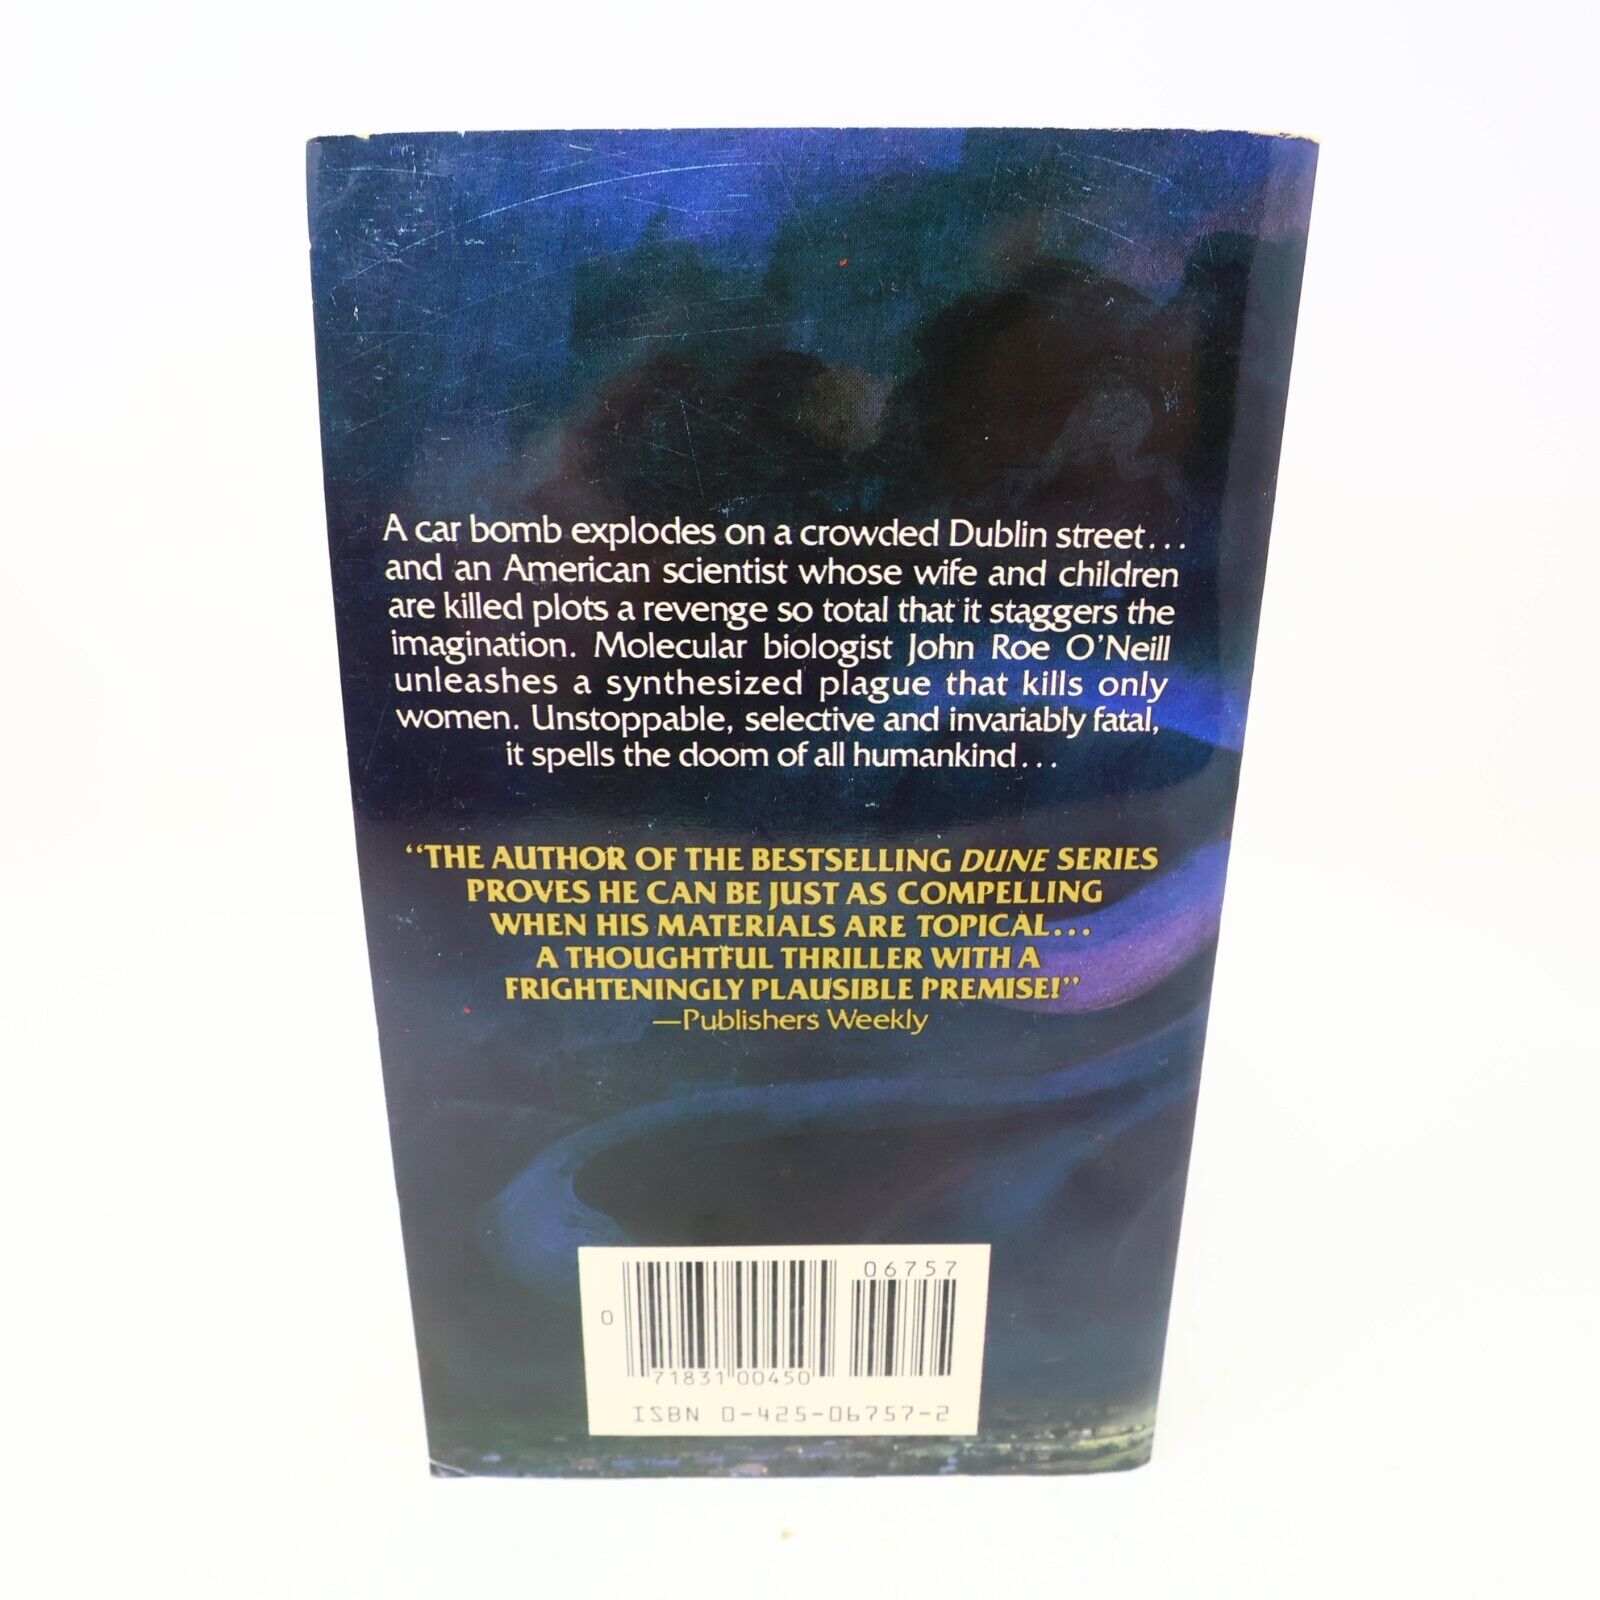 A car bomb explodes on a crowded Dublin street...
and an American scientist whose wife and children
are killed plots a revenge so total that it staggers the
imagination. Molecular biologist John Roe O'Neill
unleashes a synthesized plague that kills only
women. Unstoppable, selective and invariably fatal,
it spells the doom of all humankind...
"THE AUTHOR OF THE BESTSELLING DUNE SERIES
PROVES HE CAN BE JUST AS COMPELLING
WHEN HIS MATERIALS ARE TOPICAL...
A THOUGHTFUL THRILLER WITH A
FRIGHTENINGLY PLAUSIBLE PREMISE!"
—Publishers Weekly
06757
0
71831 00450
ISBN 0-425-06757-2